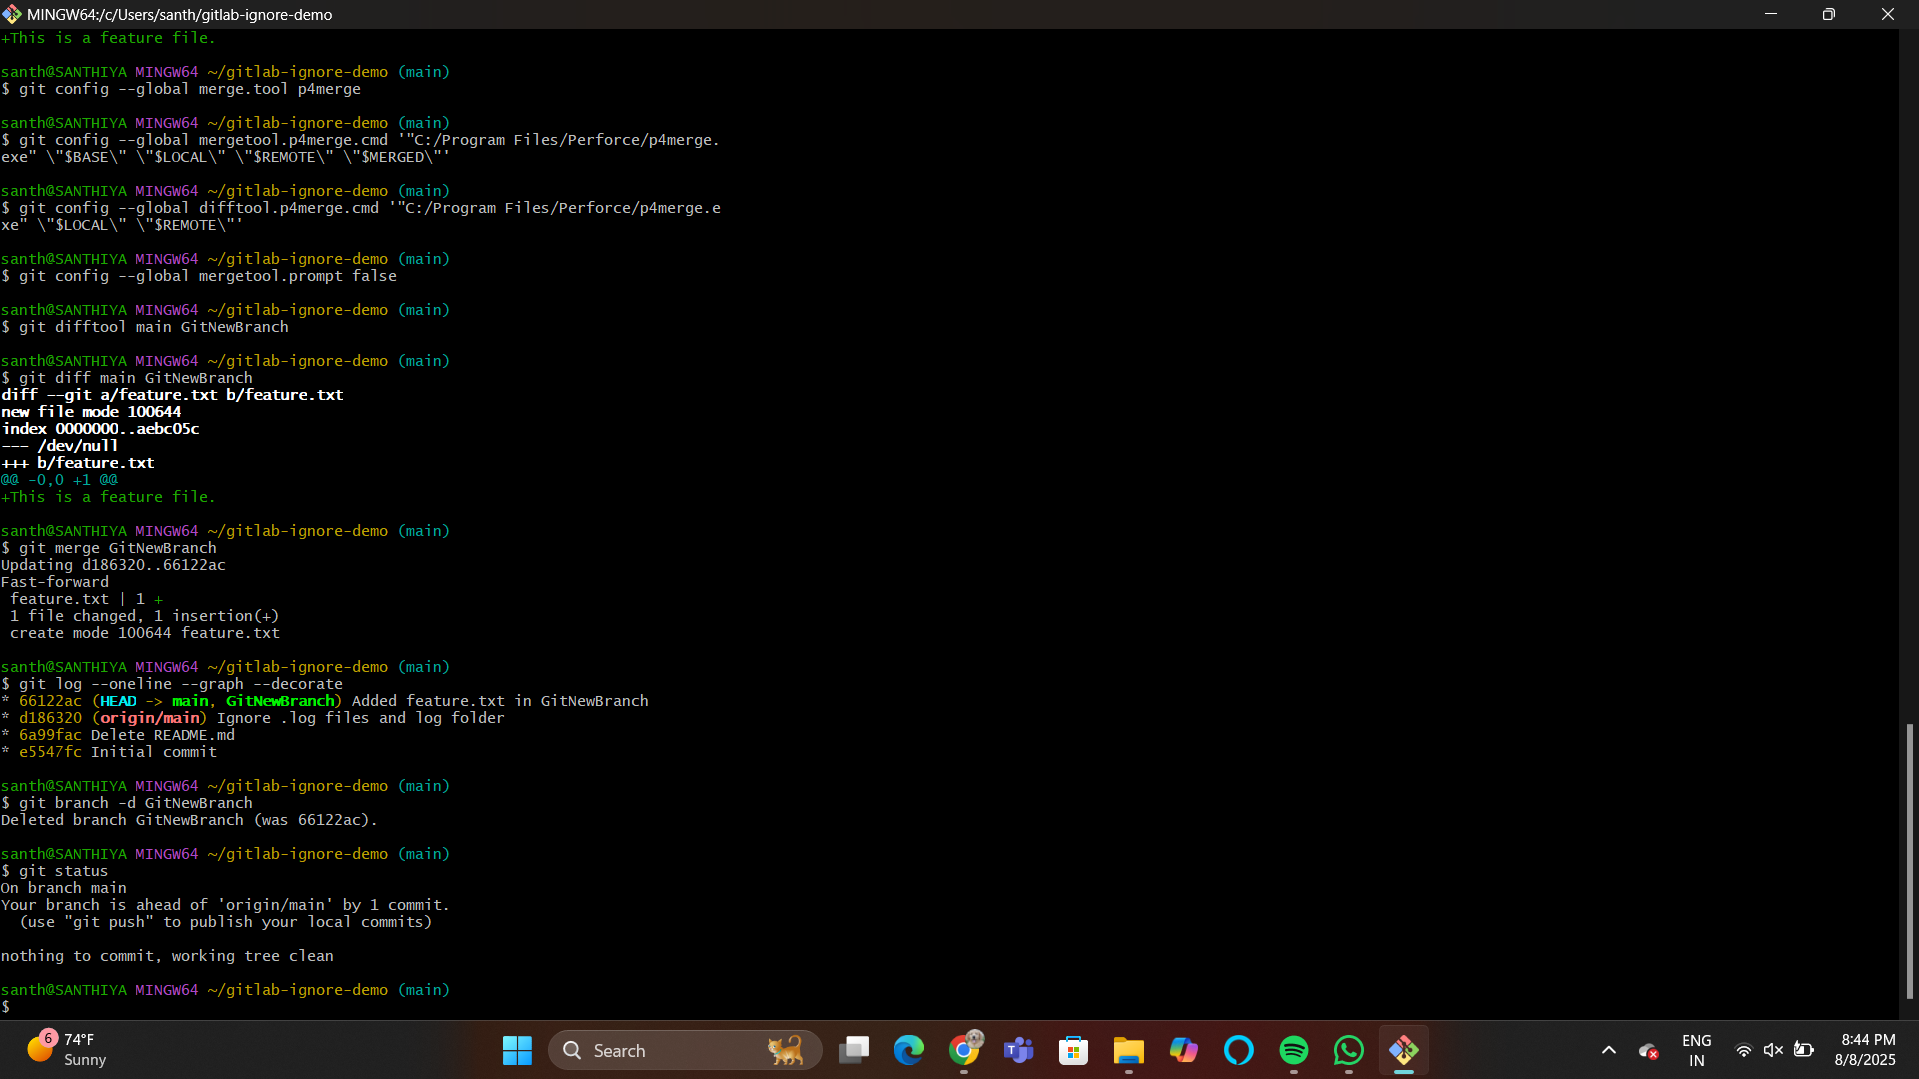 MINGW64:/c/Users/santh/gitlab-ignore-demo
+This is a feature file.
santh@SANTHIYA MINGW64 ~/gitlab-ignore-demo (main)
$ git config --global merge.tool p4merge
santh@SANTHIYA MINGW64 ~/gitlab-ignore-demo (main)
$ git config --global mergetool.p4merge.cmd '"C:/Program Files/Perforce/p4merge.
exe" \"$BASE\" \"$LOCAL\" \"$REMOTE\" \"$MERGED\"'
santh@SANTHIYA MINGW64 ~/gitlab-ignore-demo (main)
$ git config --global difftool.p4merge.cmd '"C:/Program Files/Perforce/p4merge.e
xe" \"$LOCAL\" \"$REMOTE\"'
santh@SANTHIYA MINGW64 ~/gitlab-ignore-demo (main)
$ git config --global mergetool.prompt false
santh@SANTHIYA MINGW64 ~/gitlab-ignore-demo (main)
$ git difftool main GitNewBranch
santh@SANTHIYA MINGW64 ~/gitlab-ignore-demo (main)
$ git diff main GitNewBranch
diff --git a/feature.txt b/feature.txt
new file mode 100644
index 0000000..aebc05c
--- /dev/null
+++ b/feature.txt
@@ -0,0 +1 @@
+This is a feature file.
santh@SANTHIYA MINGW64 ~/gitlab-ignore-demo (main)
$ git merge GitNewBranch
Updating d186320..66122ac
Fast-forward
 feature.txt | 1 +
 1 file changed, 1 insertion(+)
 create mode 100644 feature.txt
santh@SANTHIYA MINGW64 ~/gitlab-ignore-demo (main)
$ git log --oneline --graph --decorate
* 66122ac (HEAD -> main, GitNewBranch) Added feature.txt in GitNewBranch
* d186320 (origin/main) Ignore .log files and log folder
* 6a99fac Delete README.md
* e5547fc Initial commit
santh@SANTHIYA MINGW64 ~/gitlab-ignore-demo (main)
$ git branch -d GitNewBranch
Deleted branch GitNewBranch (was 66122ac).
santh@SANTHIYA MINGW64 ~/gitlab-ignore-demo (main)
$ git status
On branch main
Your branch is ahead of 'origin/main' by 1 commit.
  (use "git push" to publish your local commits)
nothing to commit, working tree clean
santh@SANTHIYA MINGW64 ~/gitlab-ignore-demo (main)
$
6
74°F
Sunny
Search
ENG
IN
8:44 PM
8/8/2025